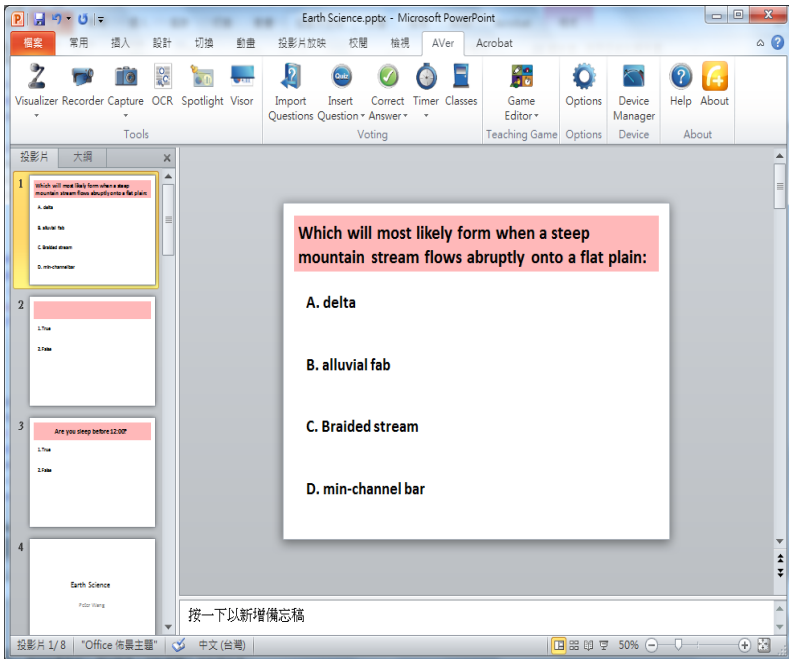 Earth Science.pptx - Microsoft PowerPoint
檔案 常用 插入 設計 切換 動畫 投影片放映 校閱 檢視 AVer Acrobat
Visualizer Recorder Capture OCR Spotlight Visor
Import Questions
Insert Question
Correct Answer
Timer Classes
Game Editor
Options
Device Manager
Help About
Tools Voting Teaching Game Options Device About
投影片 大綱
1
Which will most likely form when a steep
mountain stream flows abruptly onto a flat plain:
A. delta
B. alluvial fab
C. Braided stream
D. min-channel bar
2
1.True
2.False
3
Are you sleep before 12:00?
1.True
2.False
4
Earth Science
Which will most likely form when a steep
mountain stream flows abruptly onto a flat plain:
A. delta
B. alluvial fab
C. Braided stream
D. min-channel bar
按一下以新增備忘稿
投影片 1/8 "Office 佈景主題" 中文(台灣) 50%